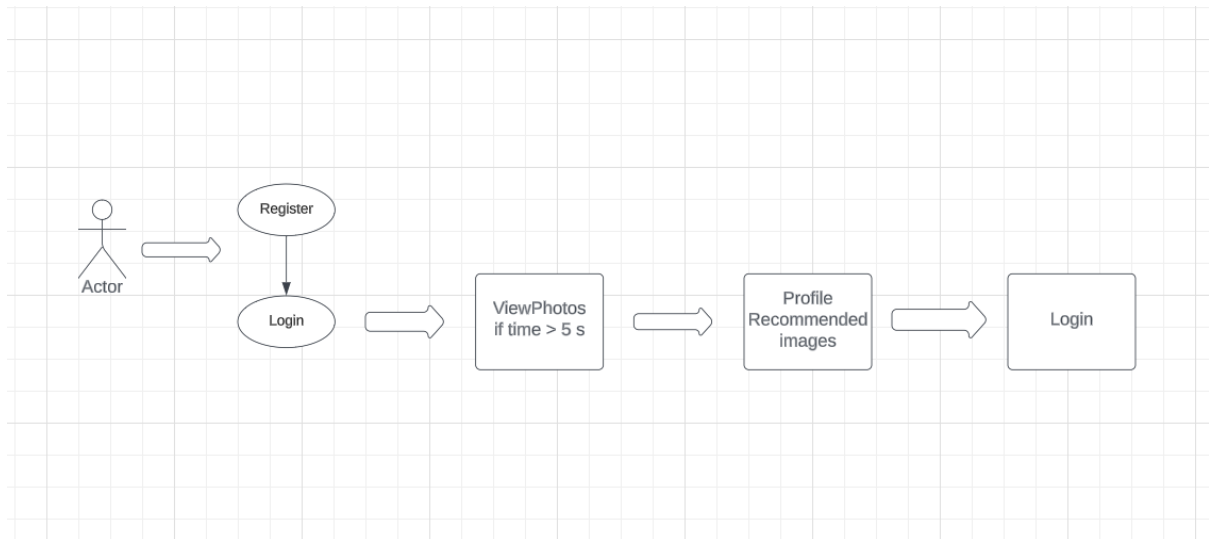 Actor
Register
Login
ViewPhotos
if time > 5 s
Profile
Recommended
images
Login